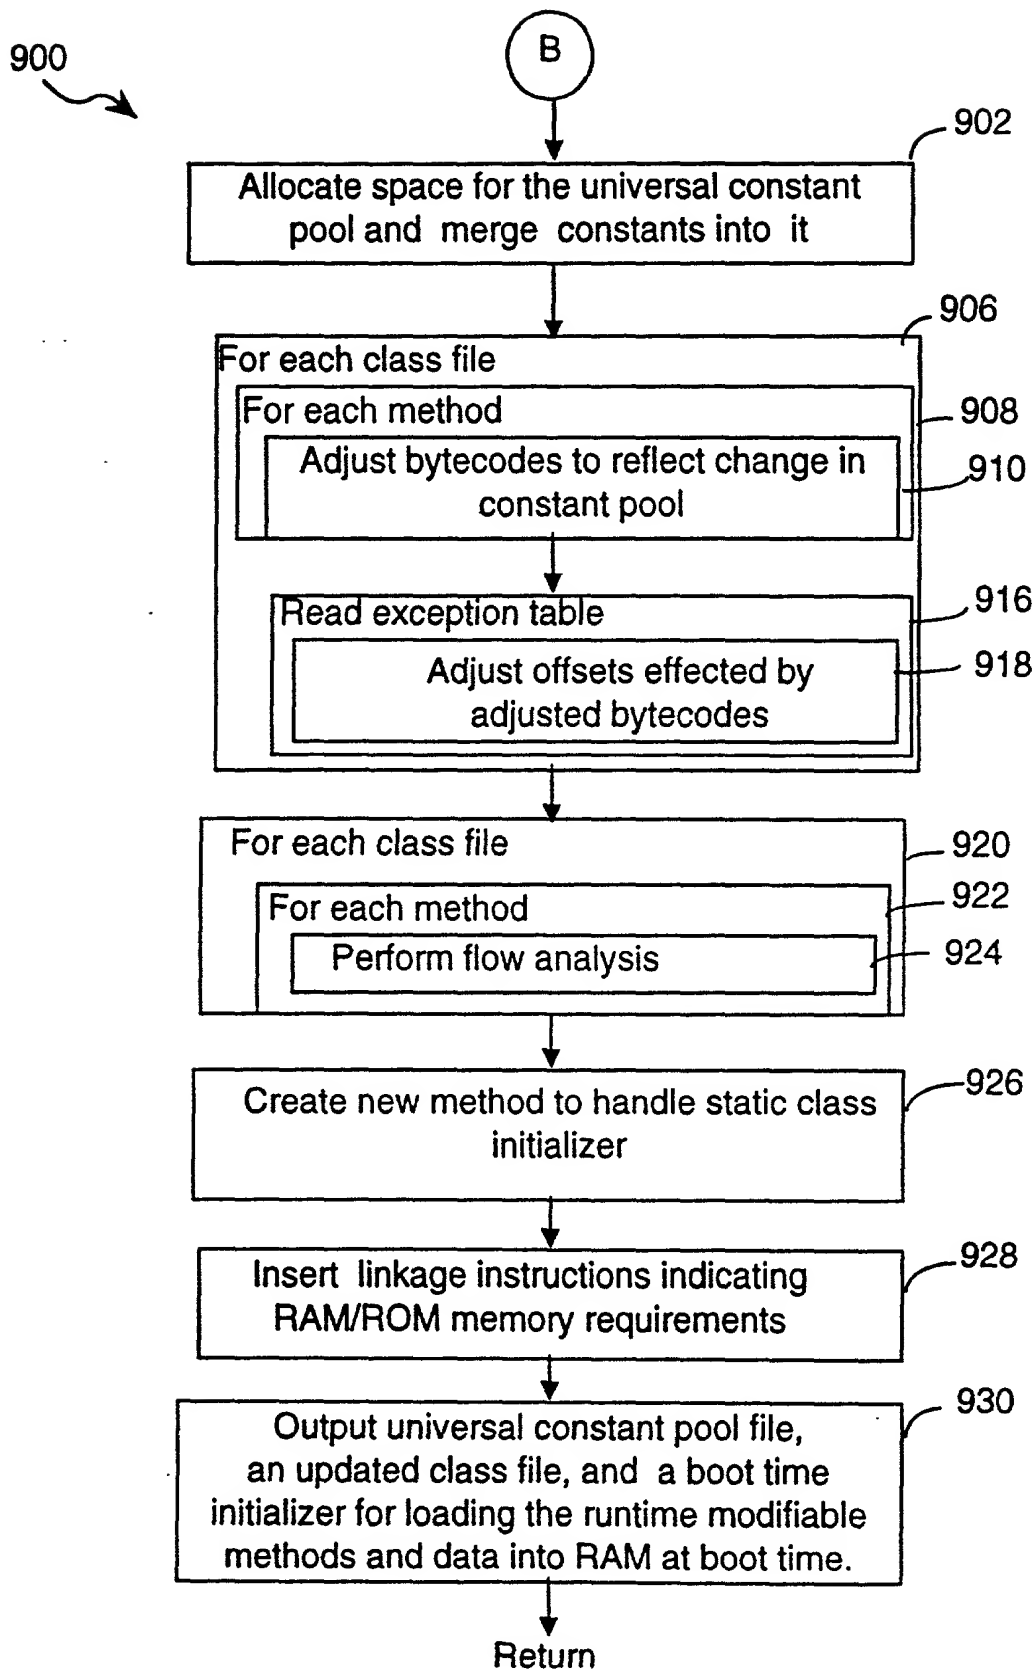 B
900
902
Allocate space for the universal constant
pool and merge constants into it
906
For each class file
For each method
908
Adjust bytecodes to reflect change in
constant pool
910
Read exception table
916
Adjust offsets effected by
adjusted bytecodes
918
For each class file
920
For each method
922
Perform flow analysis
924
Create new method to handle static class
initializer
926
Insert linkage instructions indicating
RAM/ROM memory requirements
928
Output universal constant pool file,
an updated class file, and a boot time
initializer for loading the runtime modifiable
methods and data into RAM at boot time.
930
Return